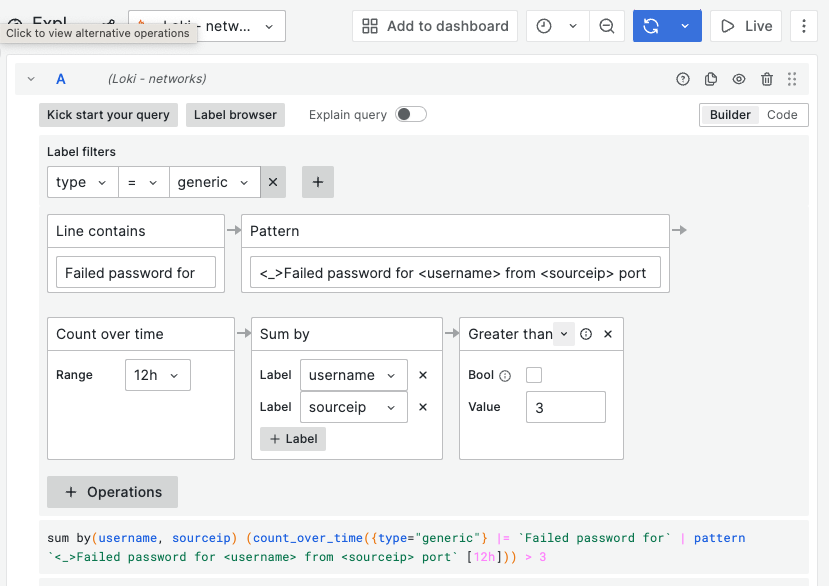 Expl
Loki - netw...
Add to dashboard
Live
Click to view alternative operations
A
(Loki - networks)
Kick start your query
Label browser
Explain query
Builder
Code
Label filters
type
=
generic
Line contains
Pattern
Failed password for
<_>Failed password for <username> from <sourceip> port
Count over time
Sum by
Greater than
Range
12h
Label
username
Bool
Label
sourceip
Value
3
+ Label
+ Operations
sum by(username, sourceip) (count_over_time({type="generic"} |= `Failed password for` | pattern
`<_>Failed password for <username> from <sourceip> port` [12h])) > 3